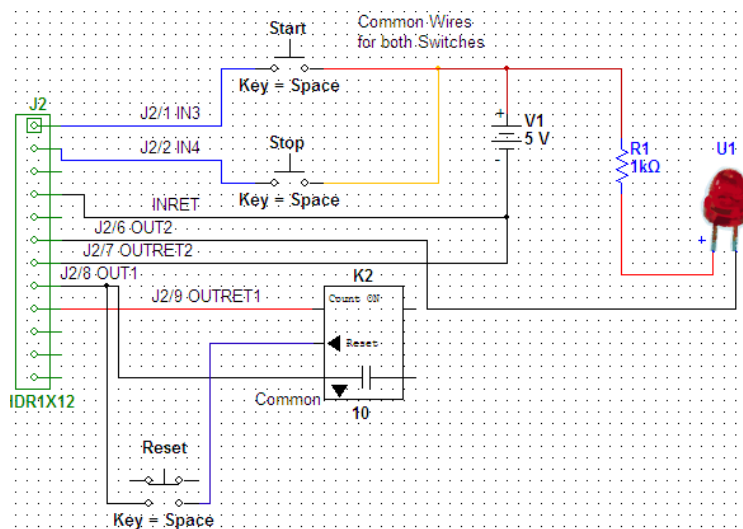 Common Wires
for both Switches
Start
Key = Space
J2
J2/1 IN3
V1
5 V
+
-
J2/2 IN4
Stop
Key = Space
R1
1kΩ
U1
+
INRET
J2/6 OUT2
J2/7 OUTRET2
J2/8 OUT1
K2
J2/9 OUTRET1
Count ON
Reset
Common
10
IDR1X12
Reset
Key = Space